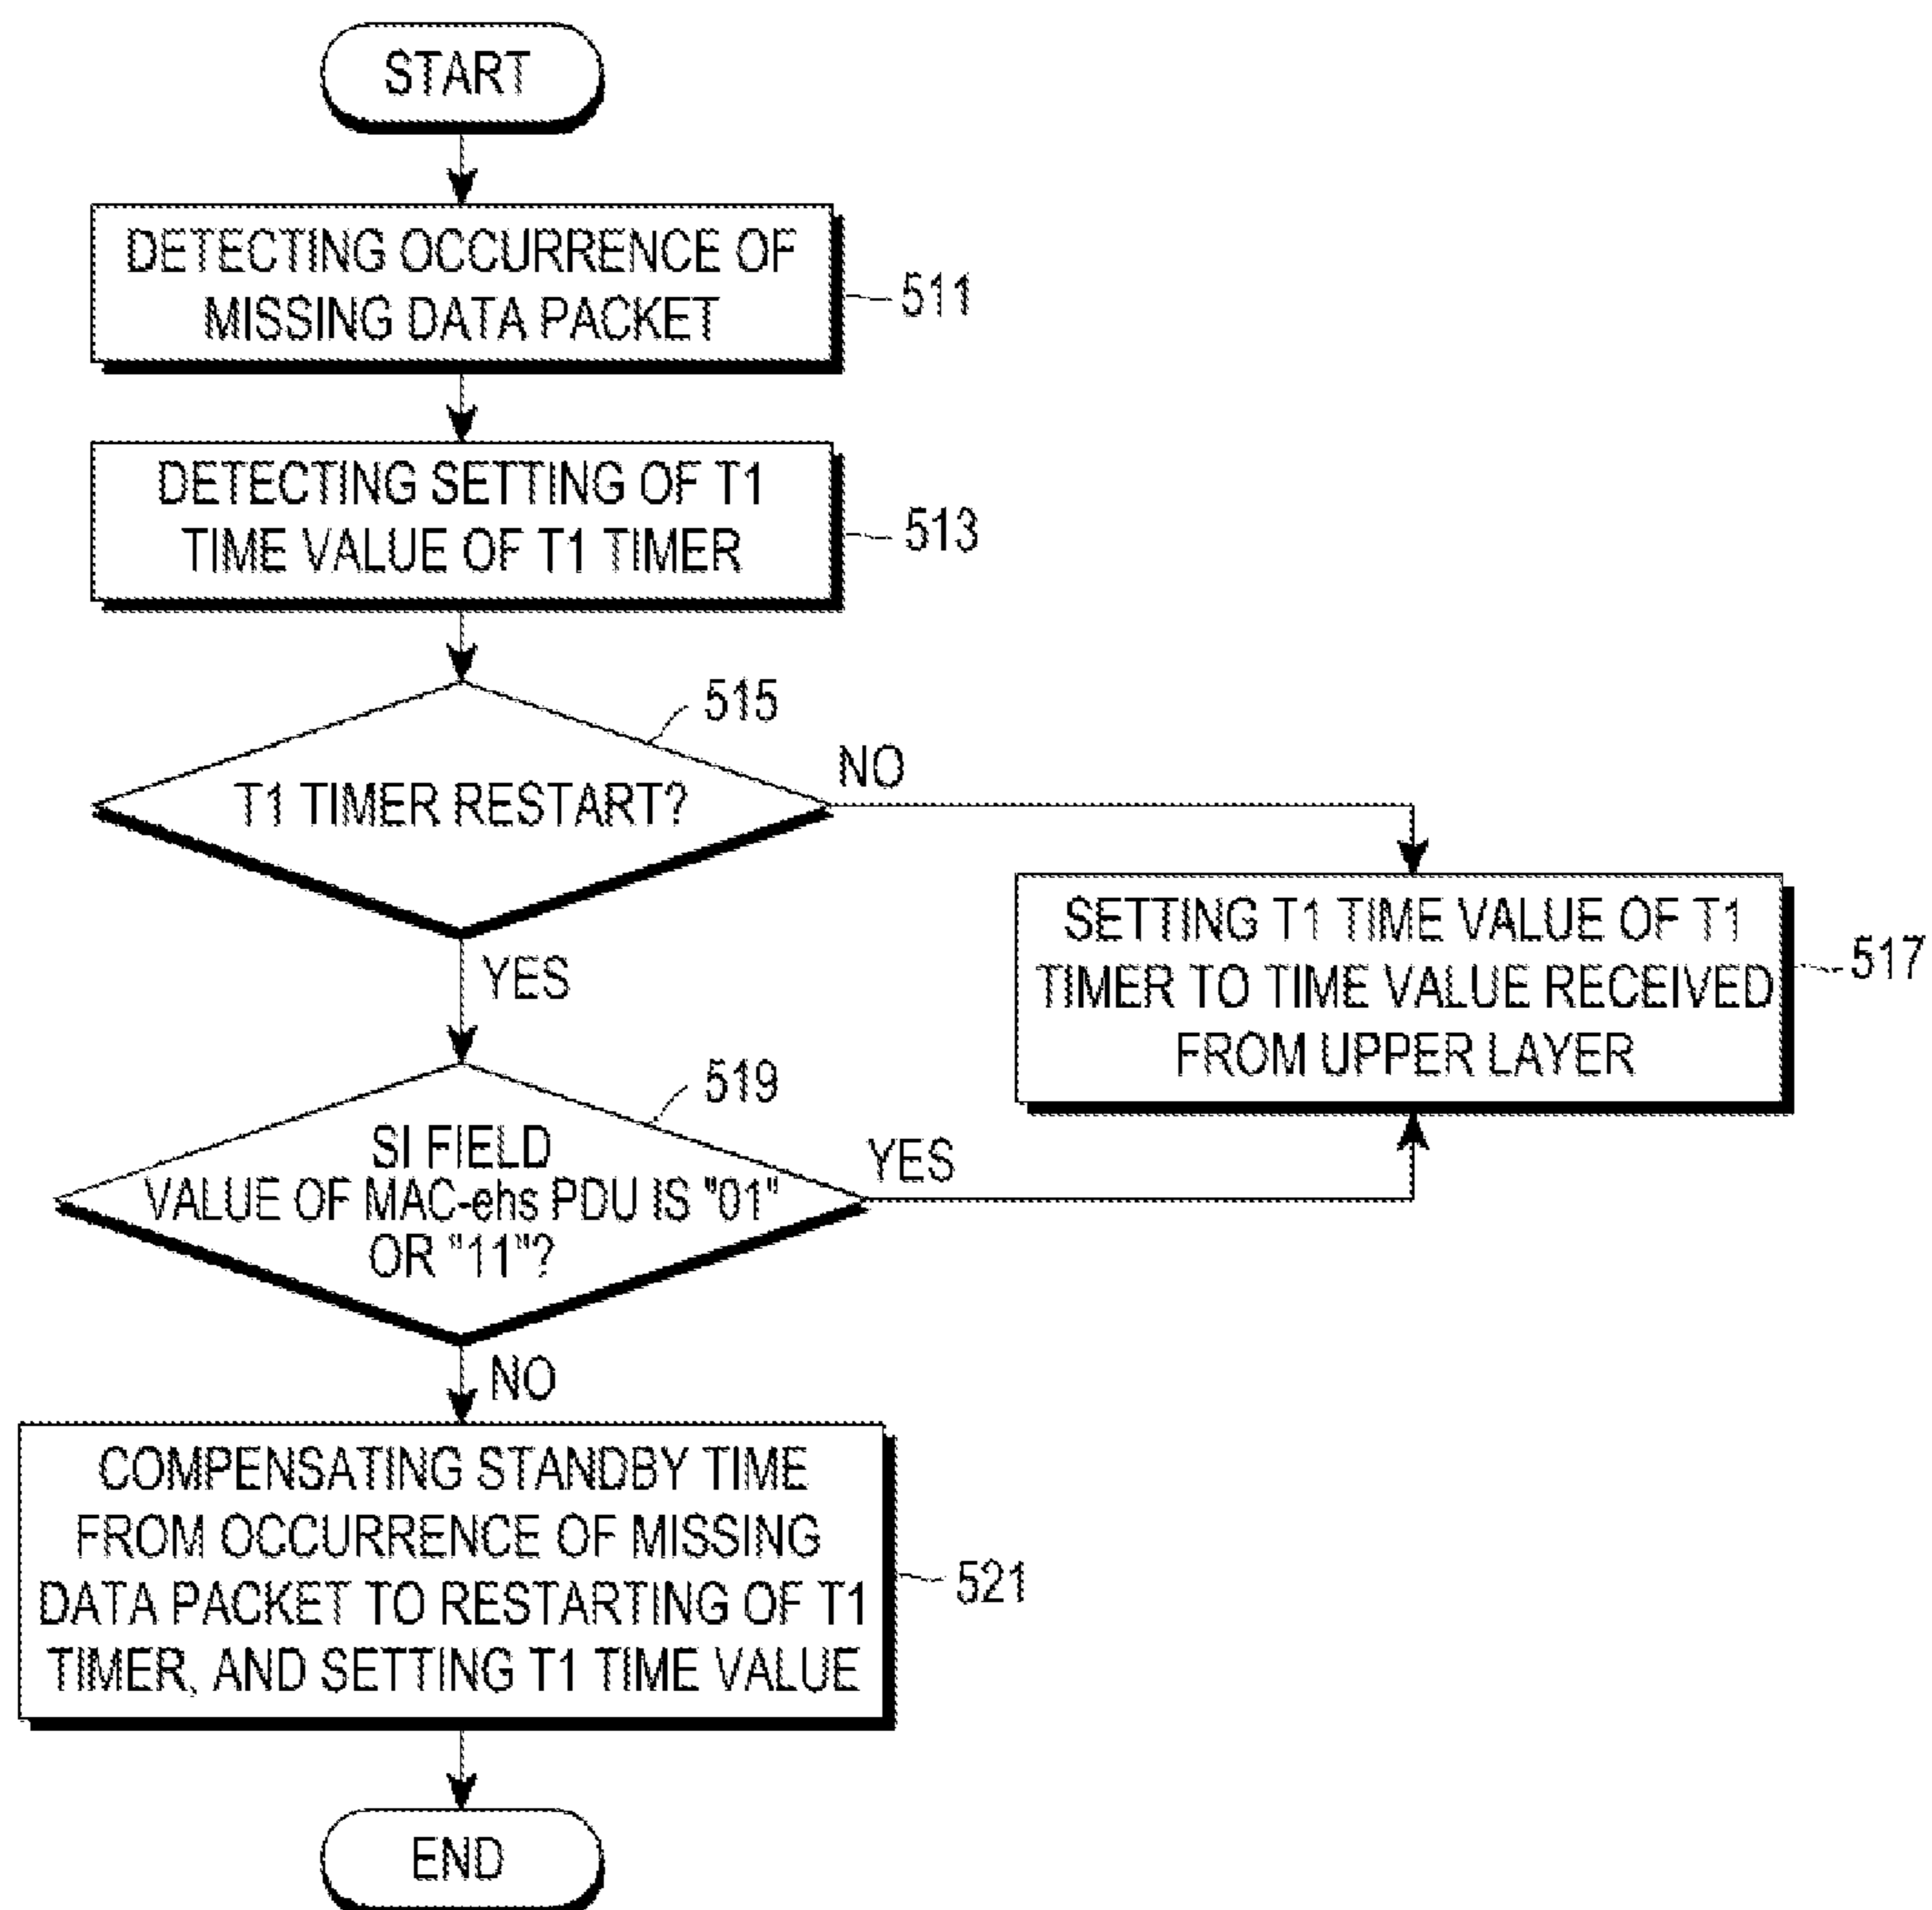 START
DETECTING OCCURRENCE OF
MISSING DATA PACKET
511
DETECTING SETTING OF T1
TIME VALUE OF T1 TIMER
513
515
T1 TIMER RESTART?
NO
YES
SETTING T1 TIME VALUE OF T1
TIMER TO TIME VALUE RECEIVED
FROM UPPER LAYER
517
519
SI FIELD
VALUE OF MAC-ehs PDU IS "01"
OR "11"?
YES
NO
COMPENSATING STANDBY TIME
FROM OCCURRENCE OF MISSING
DATA PACKET TO RESTARTING OF T1
TIMER, AND SETTING T1 TIME VALUE
521
END